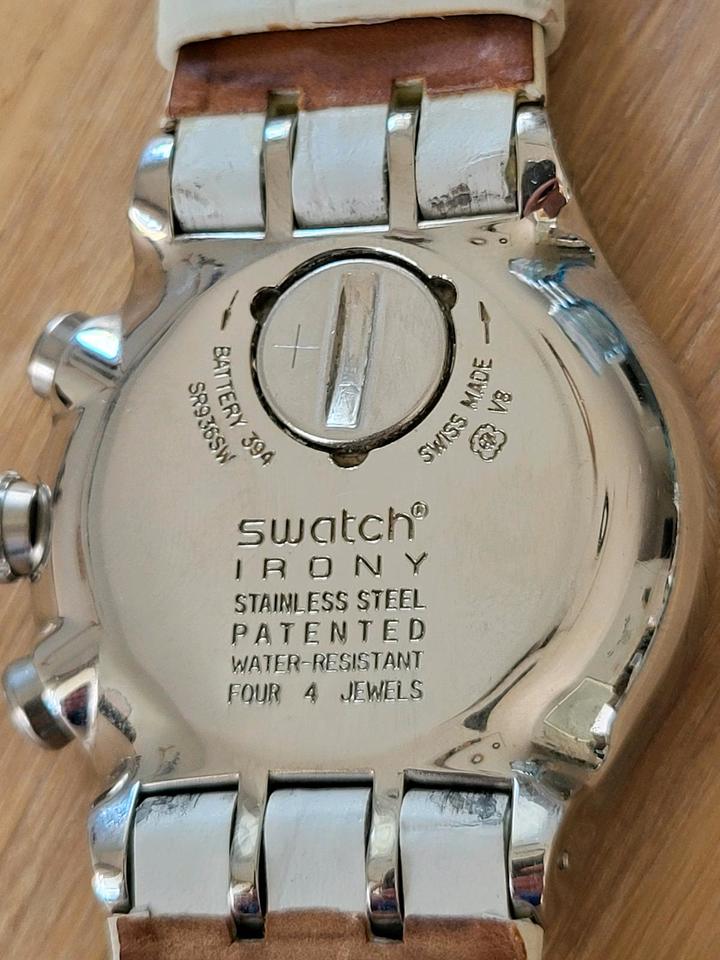 +
BATTERY 394
SR936SW
SWISS MADE
V8
swatch®
IRONY
STAINLESS STEEL
PATENTED
WATER-RESISTANT
FOUR 4 JEWELS